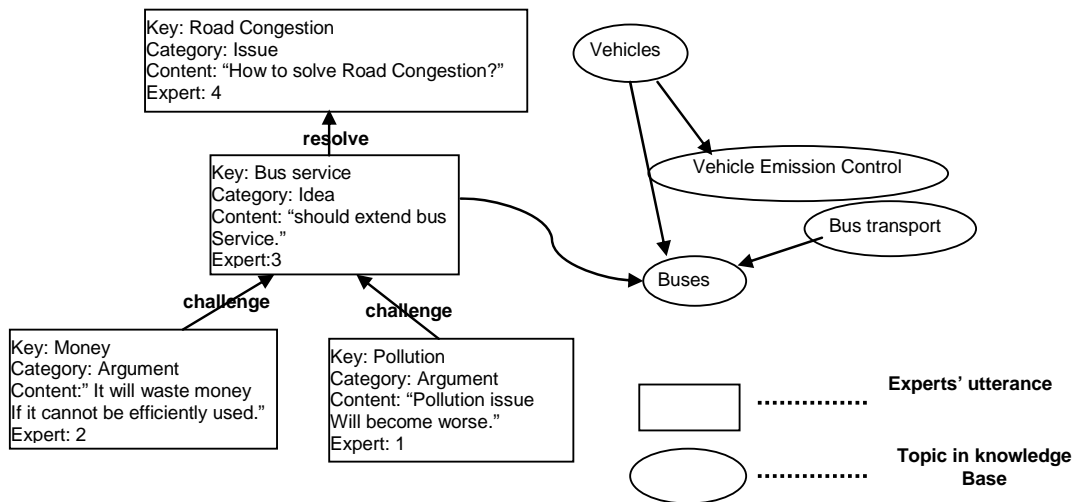 Key: Road Congestion
Category: Issue
Content: “How to solve Road Congestion?”
Expert: 4
resolve
Key: Bus service
Category: Idea
Content: “should extend bus
Service.”
Expert:3
challenge
challenge
Key: Money
Category: Argument
Content:” It will waste money
If it cannot be efficiently used.”
Expert: 2
Key: Pollution
Category: Argument
Content: “Pollution issue
Will become worse.”
Expert: 1
Vehicles
Vehicle Emission Control
Bus transport
Buses
Experts’ utterance
Topic in knowledge
Base